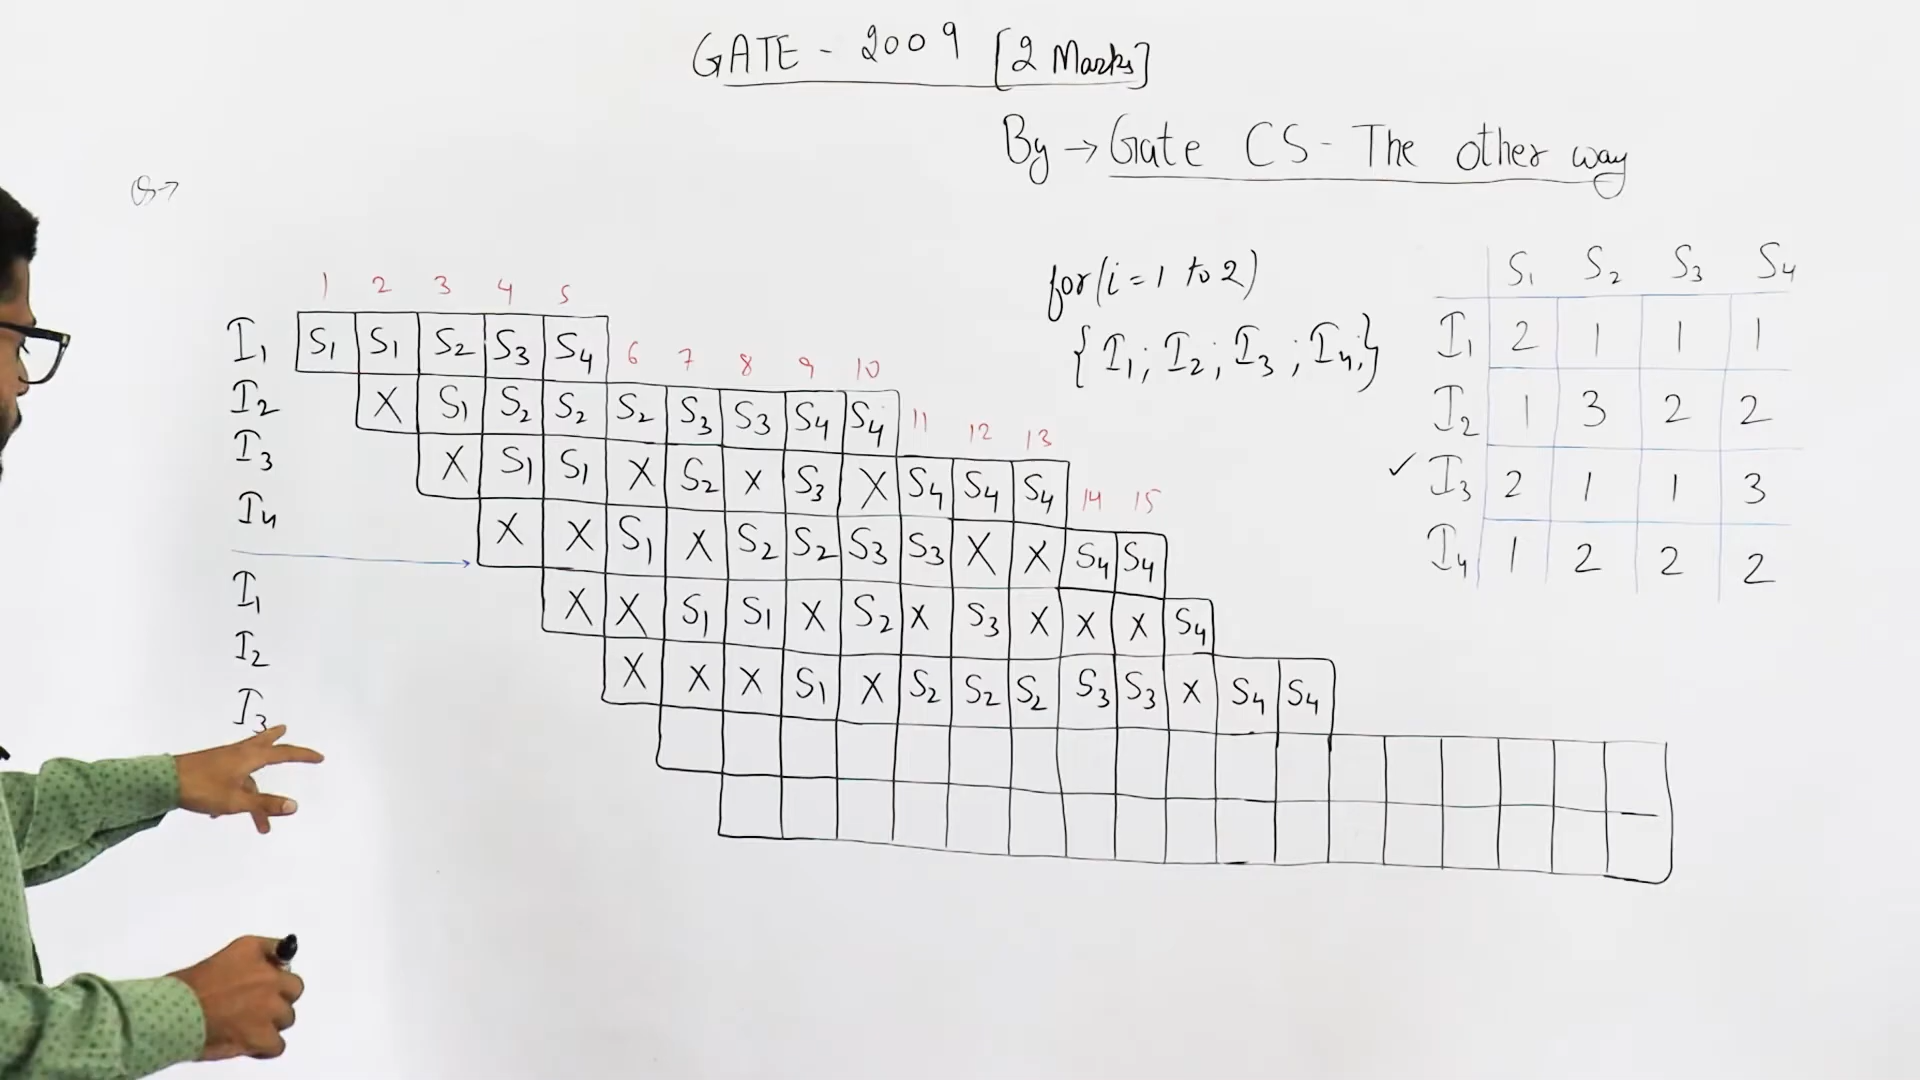 GATE - 2009 [2 Marks]
By → Gate CS - The other way
Q→
for(i = 1 to 2)
{ I1; I2; I3; I4;}
S1 S2 S3 S4
I1 2 1 1 1
I2 1 3 2 2
✓ I3 2 1 1 3
I4 1 2 2 2
1 2 3 4 5
I1 S1 S1 S2 S3 S4 6 7 8 9 10
I2 X S1 S2 S2 S2 S3 S3 S4 S4 11 12 13
I3 X S1 S1 X S2 X S3 X S4 S4 S4 14 15
I4 X X S1 X S2 S2 S3 S3 X X S4 S4
I1 X X S1 S1 X S2 X S3 X X X S4
I2 X X X S1 X S2 S2 S2 S3 S3 X S4 S4
I3